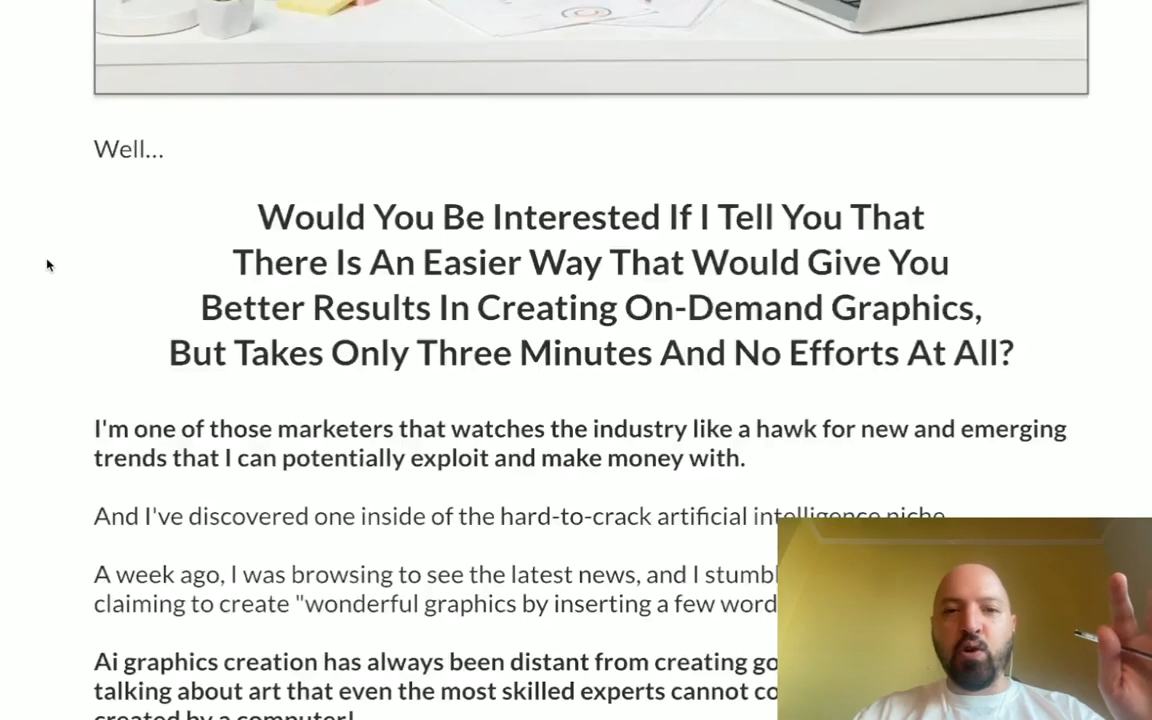 Well...
Would You Be Interested If I Tell You That
There Is An Easier Way That Would Give You
Better Results In Creating On-Demand Graphics,
But Takes Only Three Minutes And No Efforts At All?
I'm one of those marketers that watches the industry like a hawk for new and emerging
trends that I can potentially exploit and make money with.
And I've discovered one inside of the hard-to-crack artificial intelligence niche
A week ago, I was browsing to see the latest news, and I stumbl
claiming to create "wonderful graphics by inserting a few word
Ai graphics creation has always been distant from creating go
talking about art that even the most skilled experts cannot co
created by a computer!